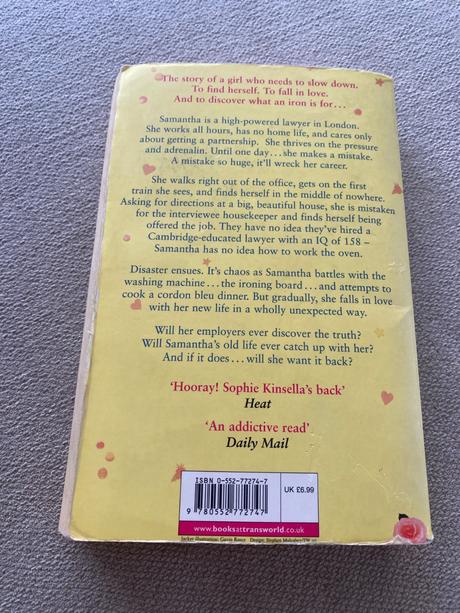 The story of a girl who needs to slow down.
To find herself. To fall in love.
And to discover what an iron is for...
Samantha is a high-powered lawyer in London.
She works all hours, has no home life, and cares only
about getting a partnership. She thrives on the pressure
and adrenalin. Until one day...she makes a mistake.
A mistake so huge, it'll wreck her career.
She walks right out of the office, gets on the first
train she sees, and finds herself in the middle of nowhere.
Asking for directions at a big, beautiful house, she is mistaken
for the interviewee housekeeper and finds herself being
offered the job. They have no idea they've hired a
Cambridge-educated lawyer with an IQ of 158 –
Samantha has no idea how to work the oven.
Disaster ensues. It's chaos as Samantha battles with the
washing machine...the ironing board...and attempts to
cook a cordon bleu dinner. But gradually, she falls in love
with her new life in a wholly unexpected way.
Will her employers ever discover the truth?
Will Samantha's old life ever catch up with her?
And if it does...will she want it back?
'Hooray! Sophie Kinsella's back'
Heat
'An addictive read'
Daily Mail
ISBN 0-552-77274-7
UK £6.99
9 780552 772747
www.booksattransworld.co.uk